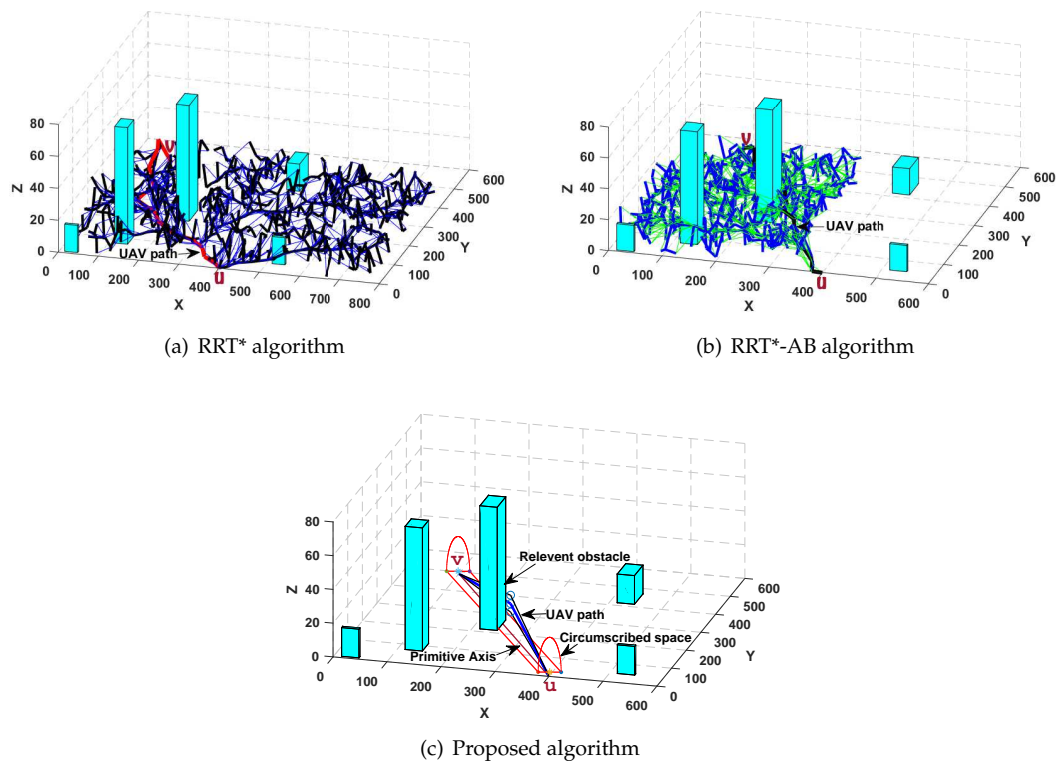 80
60
40
20
0
Z
0
100
200
300
400
500
600
700
800
X
0
100
200
300
400
500
600
Y
v
UAV path
u
(a) RRT* algorithm
80
60
40
20
0
Z
0
100
200
300
400
500
600
X
0
100
200
300
400
500
600
Y
v
UAV path
u
(b) RRT*-AB algorithm
80
60
40
20
0
Z
0
100
200
300
400
500
600
X
0
100
200
300
400
500
600
Y
v
Relevent obstacle
UAV path
Circumscribed space
Primitive Axis
u
(c) Proposed algorithm